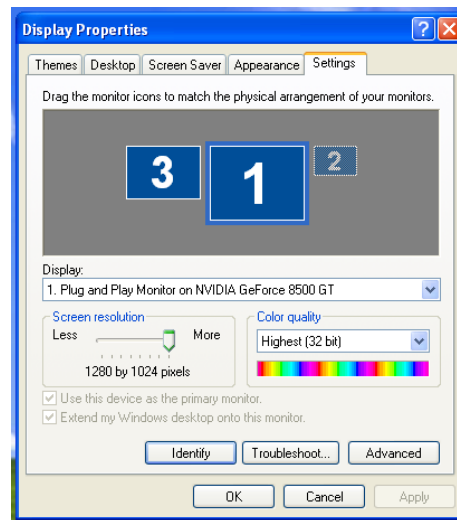 Display Properties
Themes Desktop Screen Saver Appearance Settings
Drag the monitor icons to match the physical arrangement of your monitors.
3 1 2
Display:
1. Plug and Play Monitor on NVIDIA GeForce 8500 GT
Screen resolution
Less More
1280 by 1024 pixels
Color quality
Highest (32 bit)
Use this device as the primary monitor.
Extend my Windows desktop onto this monitor.
Identify Troubleshoot... Advanced
OK Cancel Apply